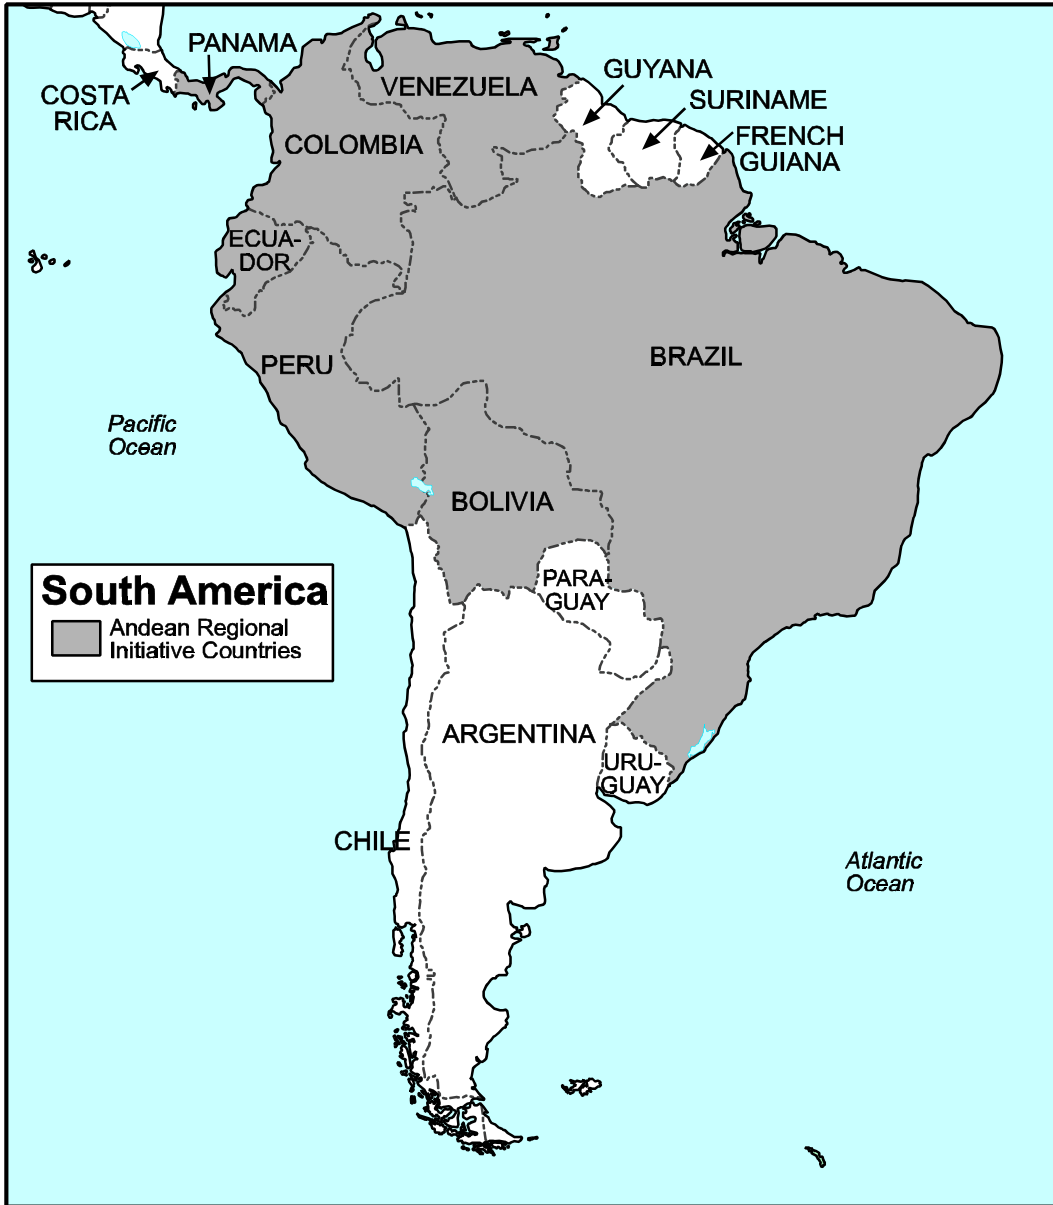 PANAMA
COSTA
RICA
VENEZUELA
GUYANA
SURINAME
FRENCH
GUIANA
COLOMBIA
ECUA-
DOR
PERU
BRAZIL
Pacific
Ocean
BOLIVIA
PARA-
GUAY
South America
Andean Regional
Initiative Countries
ARGENTINA
URU-
GUAY
CHILE
Atlantic
Ocean